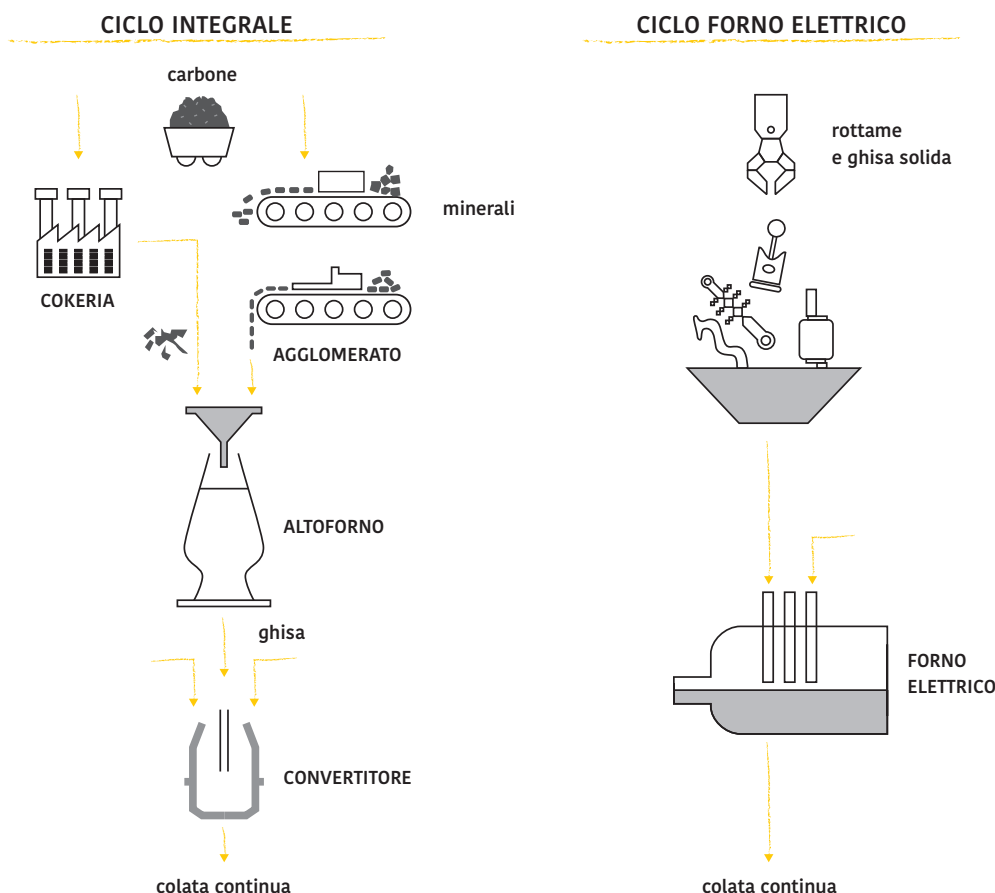 CICLO INTEGRALE
carbone
minerali
COKERIA
AGGLOMERATO
ALTOFORNO
ghisa
CONVERTITORE
colata continua
CICLO FORNO ELETTRICO
rottame
e ghisa solida
FORNO
ELETTRICO
colata continua